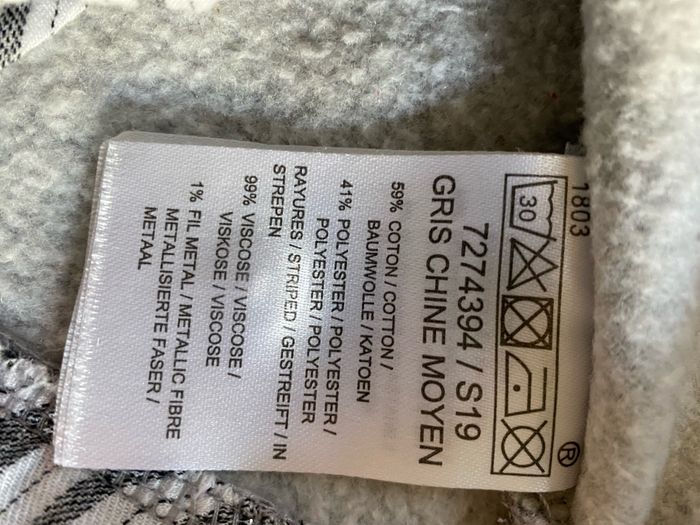 1803
30
®
7274394 / S19
GRIS CHINE MOYEN
59% COTON / COTTON /
BAUMWOLLE / KATOEN
41% POLYESTER / POLYESTER /
POLYESTER / POLYESTER
RAYURES / STRIPED / GESTREIFT / IN
STREPEN
99% VISCOSE / VISCOSE /
VISKOSE / VISCOSE
1% FIL METAL / METALLIC FIBRE
METALLISIERTE FASER /
METAAL